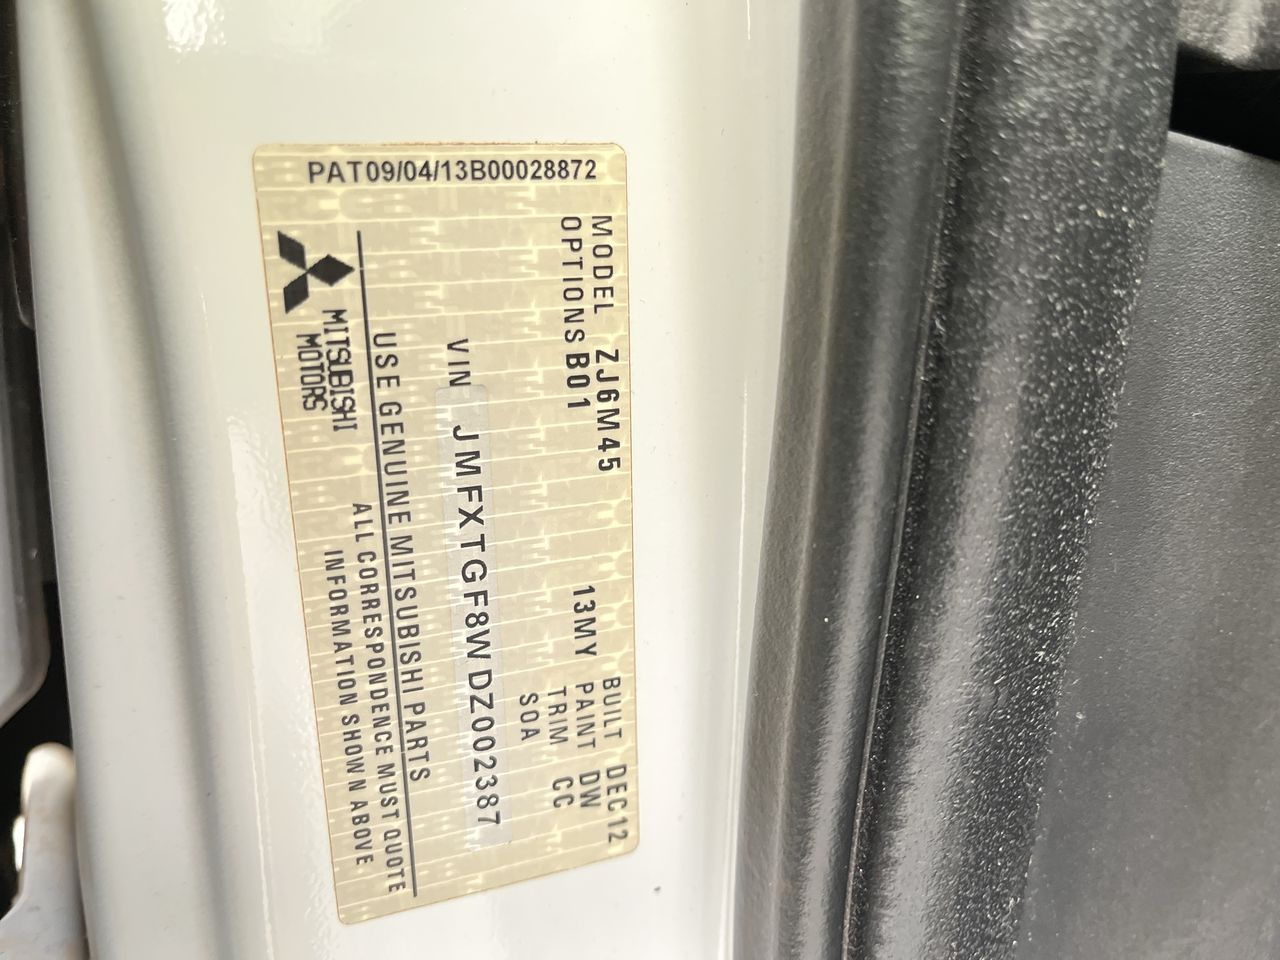 PAT09/04/13B00028872
MODEL ZJ6M45 BUILT DEC12
OPTIONS B01 13MY PAINT DW
TRIM CC
SOA
VIN JMFXTGF8WDZ002387
USE GENUINE MITSUBISHI PARTS
MITSUBISHI
MOTORS
ALL CORRESPONDENCE MUST QUOTE
INFORMATION SHOWN ABOVE